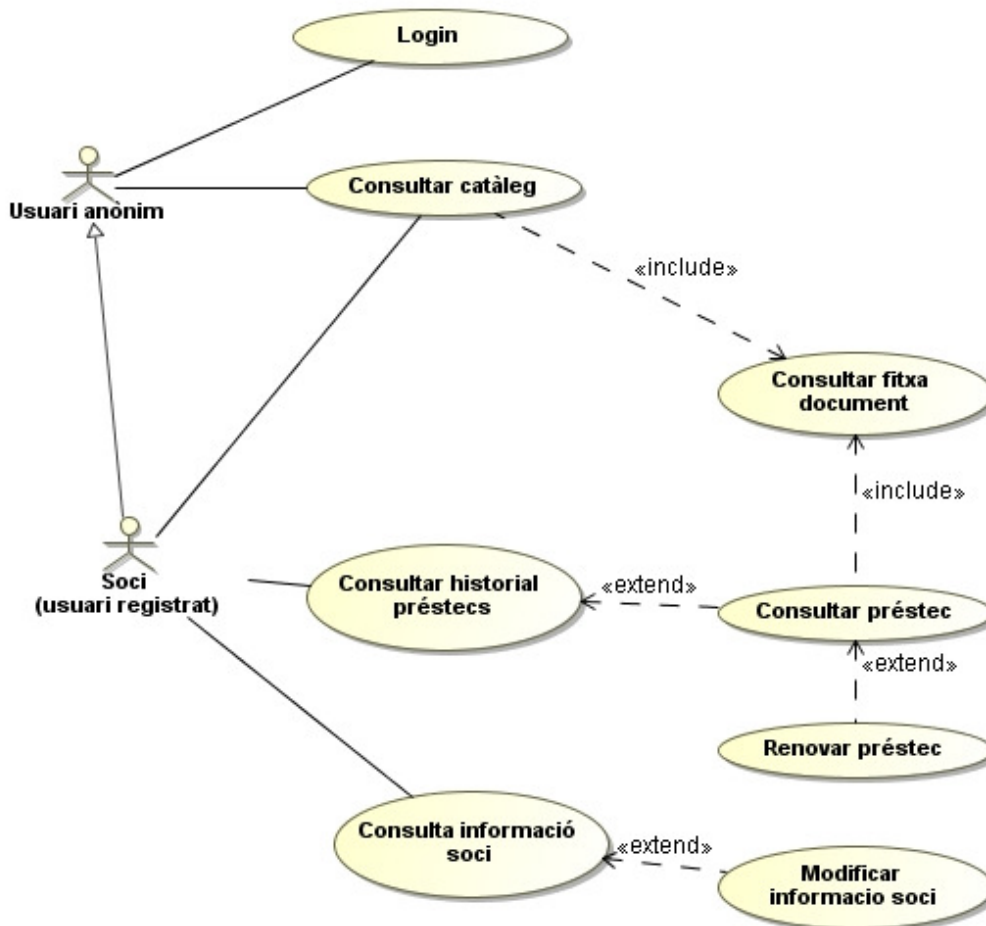 Login
Consultar catàleg
Usuari anònim
«include»
Consultar fitxa
document
«include»
Soci
(usuari registrat)
Consultar historial
préstecs
«extend»
Consultar préstec
«extend»
Renovar préstec
Consulta informació
soci
«extend»
Modificar
informacio soci